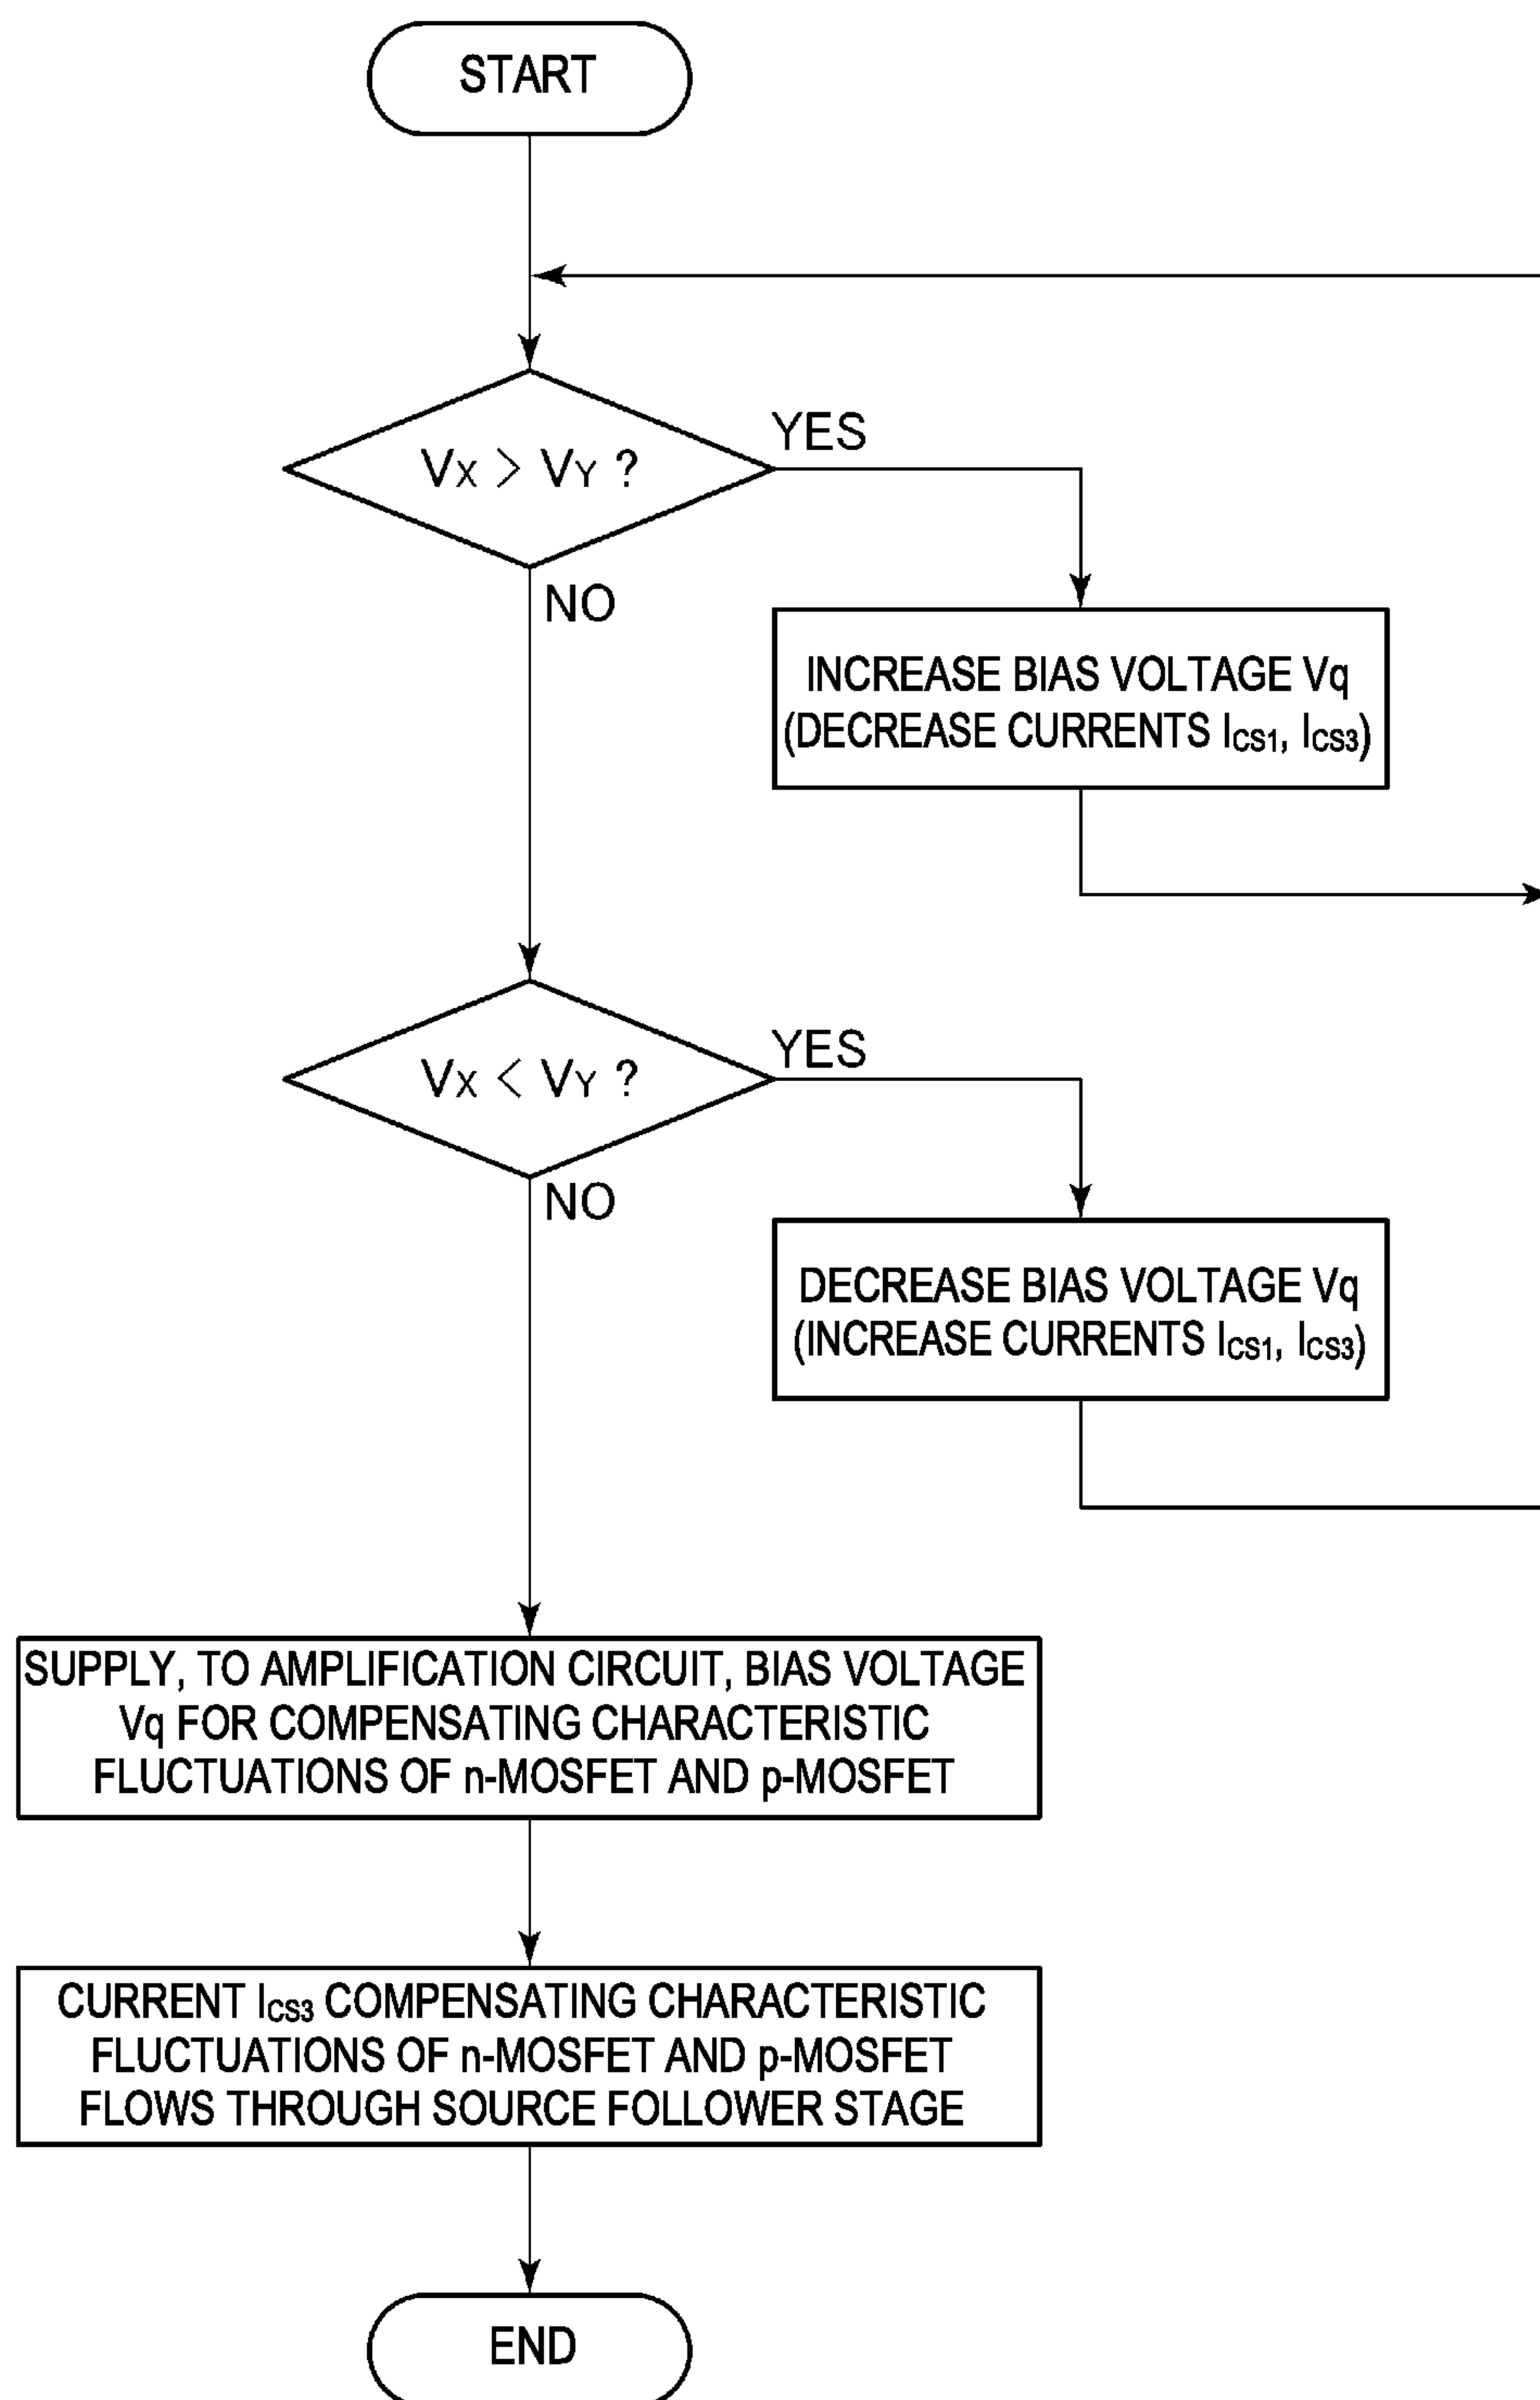 START
VX > VY ?
YES
NO
INCREASE BIAS VOLTAGE Vq
(DECREASE CURRENTS ICS1, ICS3)
VX < VY ?
YES
NO
DECREASE BIAS VOLTAGE Vq
(INCREASE CURRENTS ICS1, ICS3)
SUPPLY, TO AMPLIFICATION CIRCUIT, BIAS VOLTAGE
Vq FOR COMPENSATING CHARACTERISTIC
FLUCTUATIONS OF n-MOSFET AND p-MOSFET
CURRENT ICS3 COMPENSATING CHARACTERISTIC
FLUCTUATIONS OF n-MOSFET AND p-MOSFET
FLOWS THROUGH SOURCE FOLLOWER STAGE
END